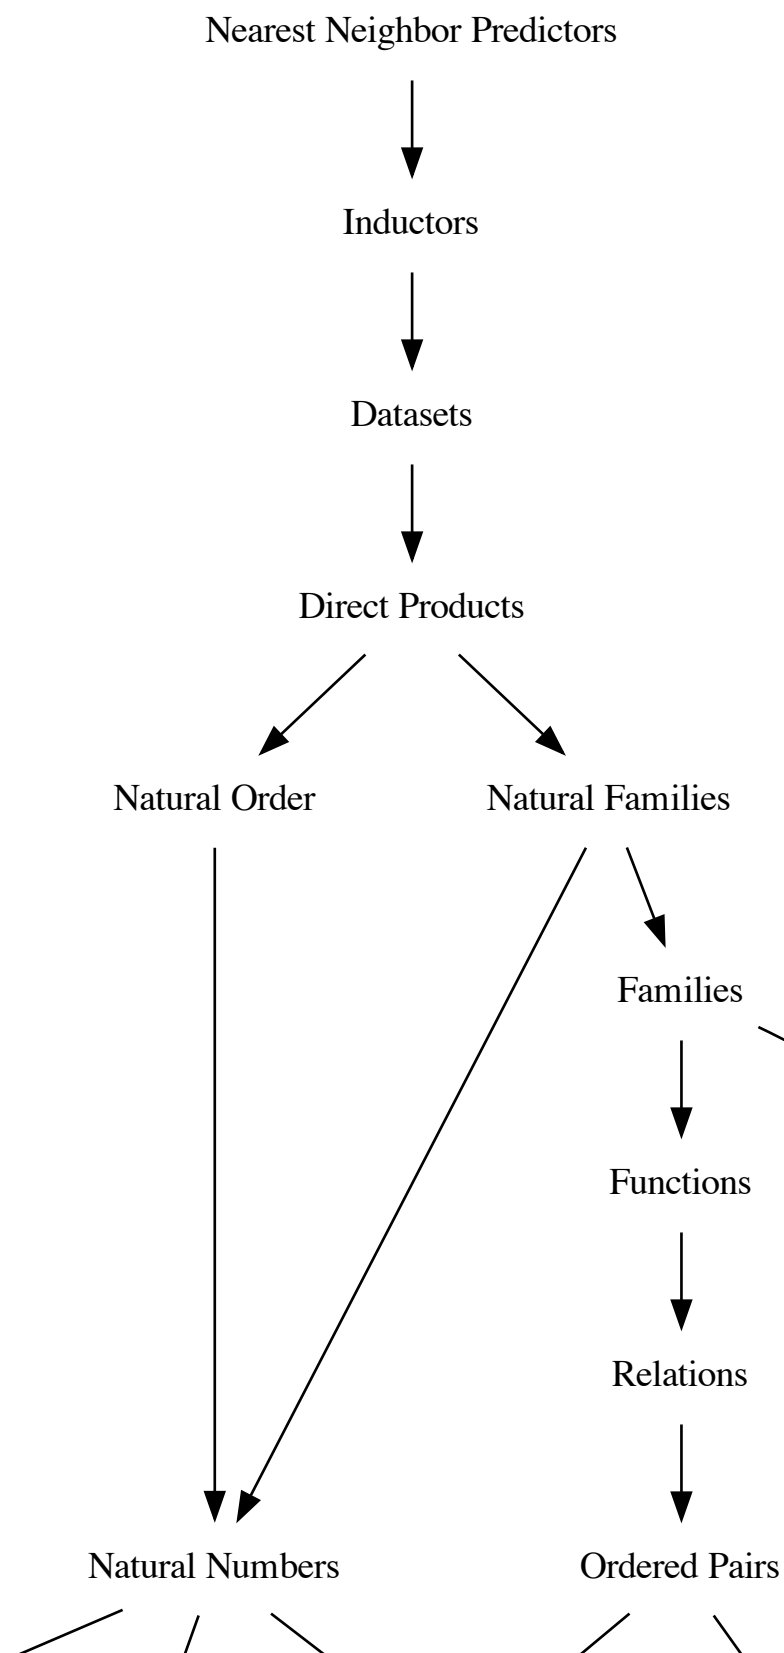 Nearest Neighbor Predictors
Inductors
Datasets
Direct Products
Natural Order
Natural Families
Families
Functions
Relations
Natural Numbers
Ordered Pairs